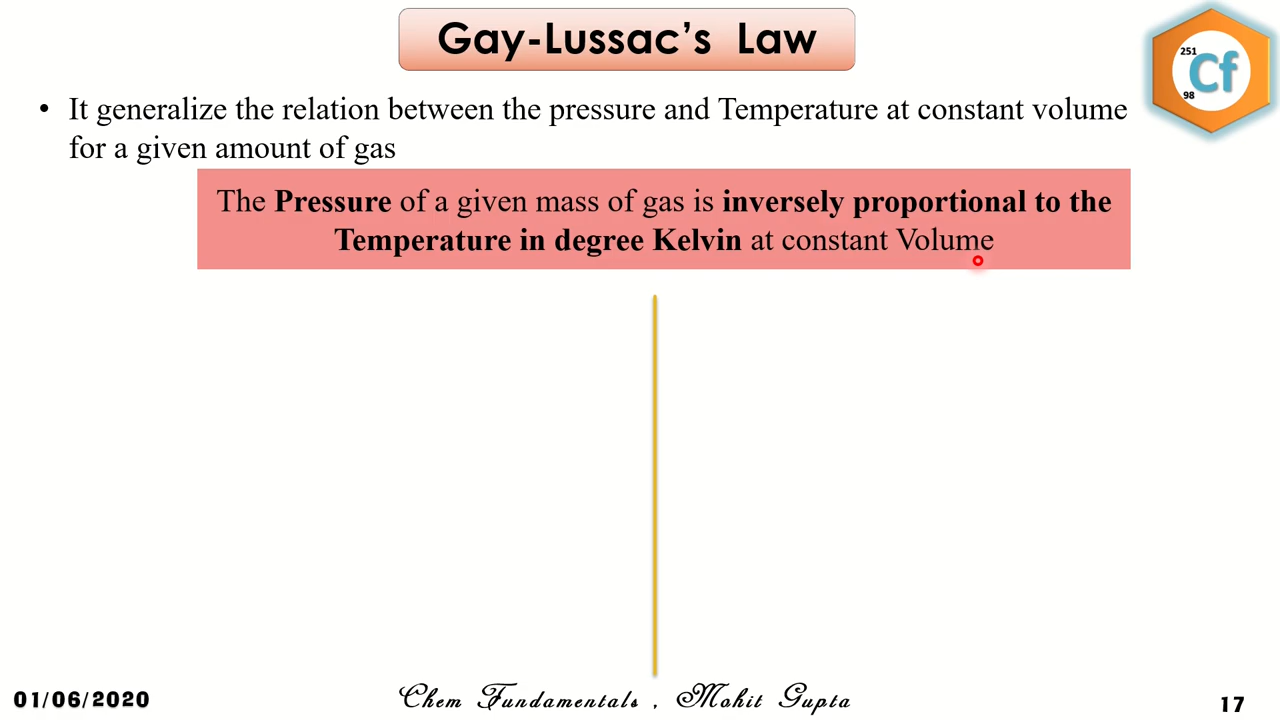 Gay-Lussac’s Law
251
Cf
98
• It generalize the relation between the pressure and Temperature at constant volume
for a given amount of gas
The Pressure of a given mass of gas is inversely proportional to the
Temperature in degree Kelvin at constant Volume
01/06/2020
Chem Fundamentals , Mohit Gupta
17